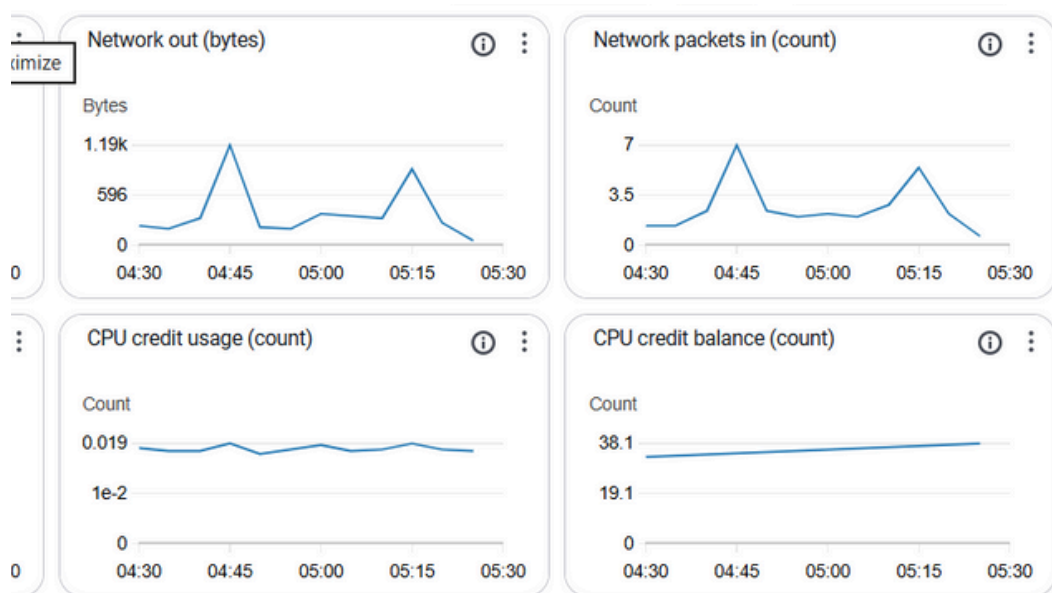 Network out (bytes)
Network packets in (count)
ximize
Bytes
1.19k
596
0
04:30 04:45 05:00 05:15 05:30
Count
7
3.5
0
04:30 04:45 05:00 05:15 05:30
0
CPU credit usage (count)
CPU credit balance (count)
Count
0.019
1e-2
0
04:30 04:45 05:00 05:15 05:30
Count
38.1
19.1
0
04:30 04:45 05:00 05:15 05:30
0